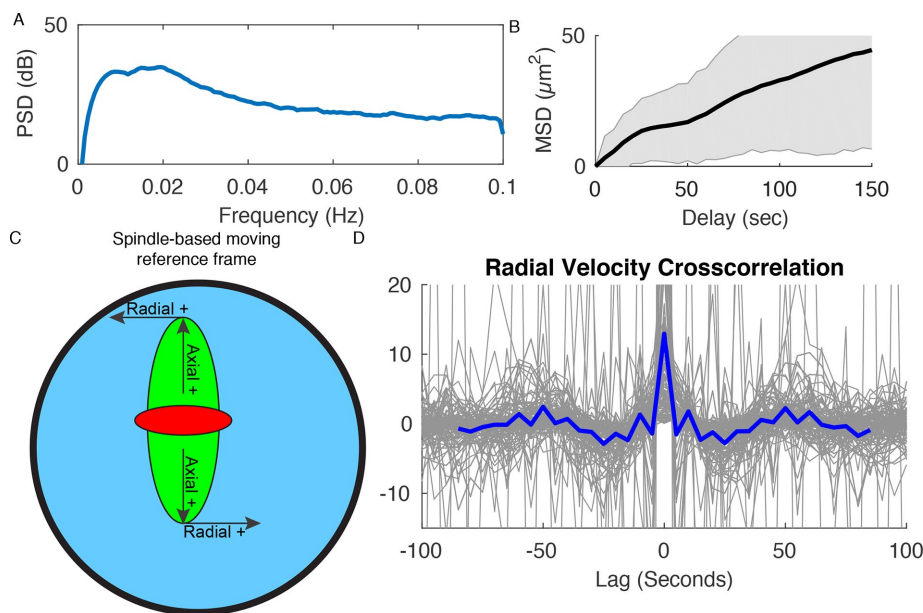 A
50
PSD (dB)
0
0
0.02
0.04
0.06
0.08
0.1
Frequency (Hz)
B
50
MSD (μm²)
0
0
50
100
150
Delay (sec)
C
Spindle-based moving
reference frame
Radial +
Axial +
Axial +
Radial +
D
Radial Velocity Crosscorrelation
20
10
0
-10
-100
-50
0
50
100
Lag (Seconds)